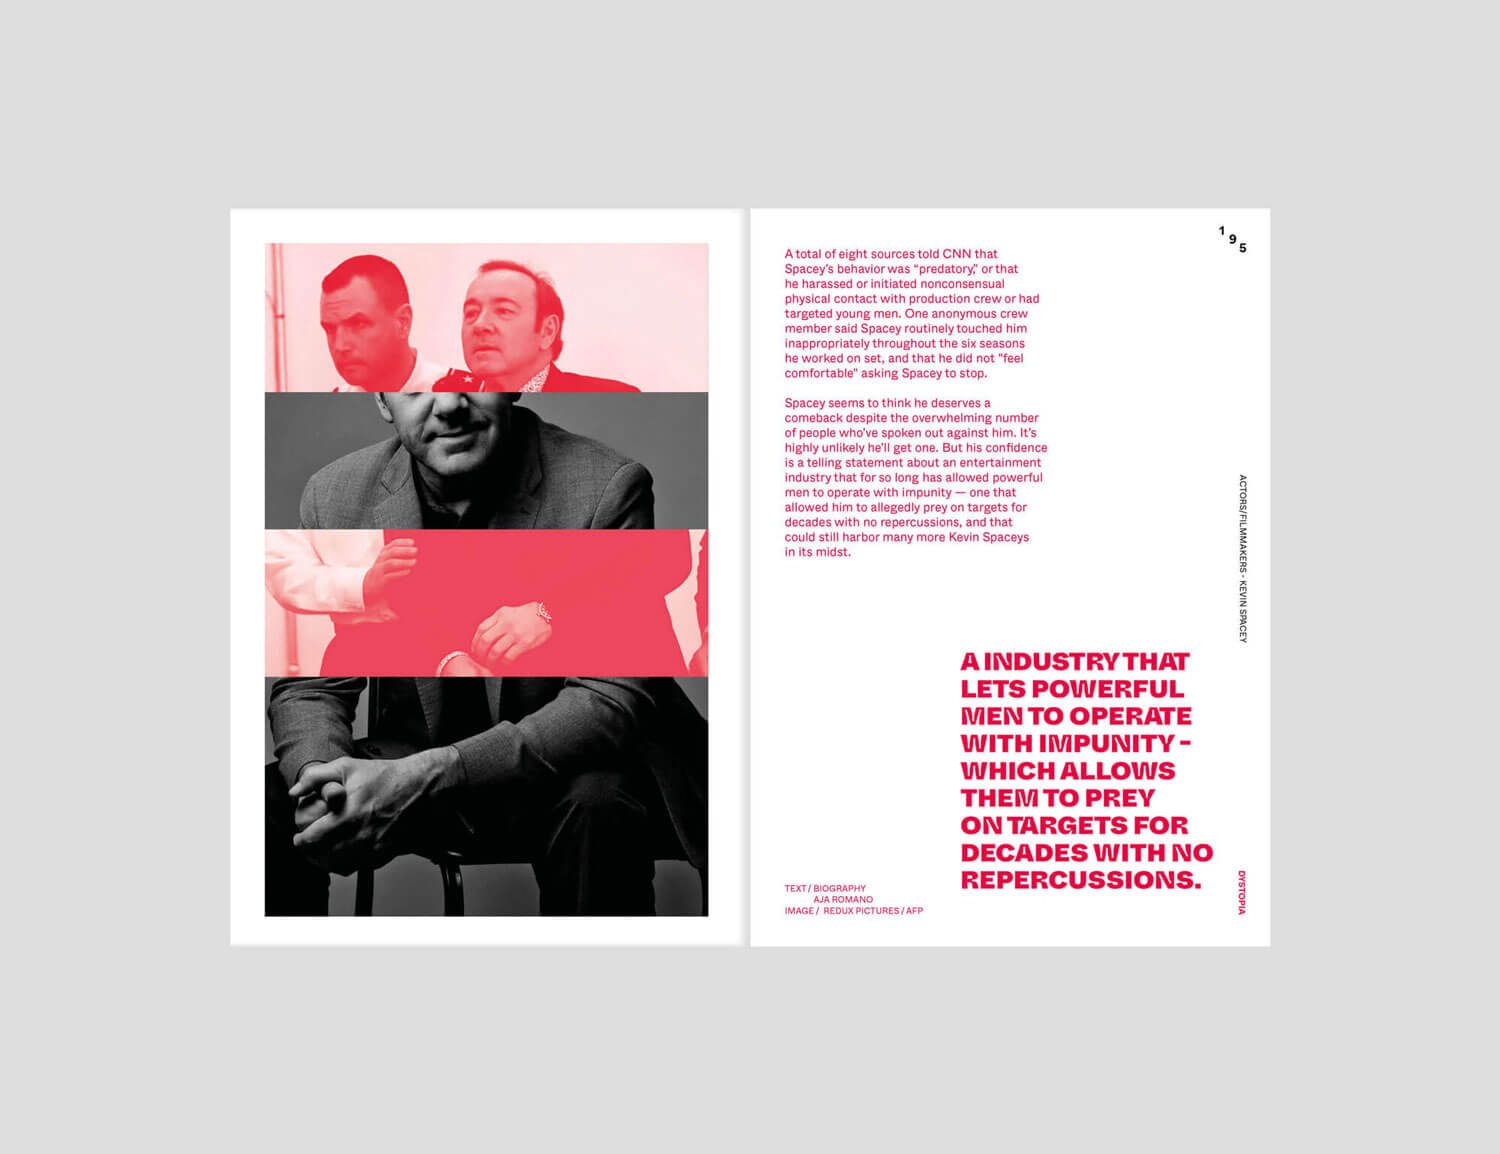 195
A total of eight sources told CNN that
Spacey's behavior was “predatory,” or that
he harassed or initiated nonconsensual
physical contact with production crew or had
targeted young men. One anonymous crew
member said Spacey routinely touched him
inappropriately throughout the six seasons
he worked on set, and that he did not "feel
comfortable" asking Spacey to stop.
Spacey seems to think he deserves a
comeback despite the overwhelming number
of people who've spoken out against him. It's
highly unlikely he'll get one. But his confidence
is a telling statement about an entertainment
industry that for so long has allowed powerful
men to operate with impunity — one that
allowed him to allegedly prey on targets for
decades with no repercussions, and that
could still harbor many more Kevin Spaceys
in its midst.
ACTORS/FILMMAKERS - KEVIN SPACEY
A INDUSTRY THAT
LETS POWERFUL
MEN TO OPERATE
WITH IMPUNITY –
WHICH ALLOWS
THEM TO PREY
ON TARGETS FOR
DECADES WITH NO
REPERCUSSIONS.
TEXT / BIOGRAPHY
AJA ROMANO
IMAGE / REDUX PICTURES / AFP
DYSTOPIA